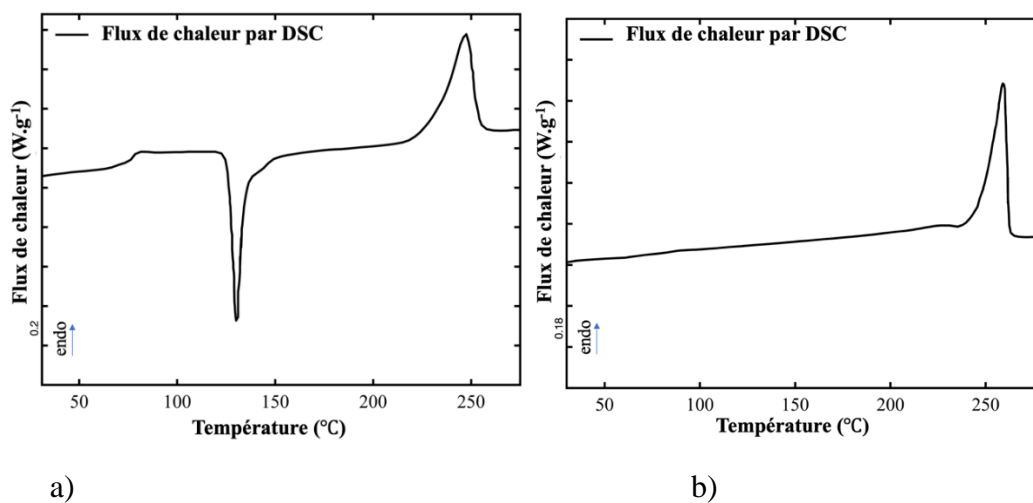 Flux de chaleur par DSC
Flux de chaleur (W.g-1)
0.2
endo
50 100 150 200 250
Température (℃)
a)
Flux de chaleur par DSC
Flux de chaleur (W.g-1)
0.18
endo
50 100 150 200 250
Température (℃)
b)